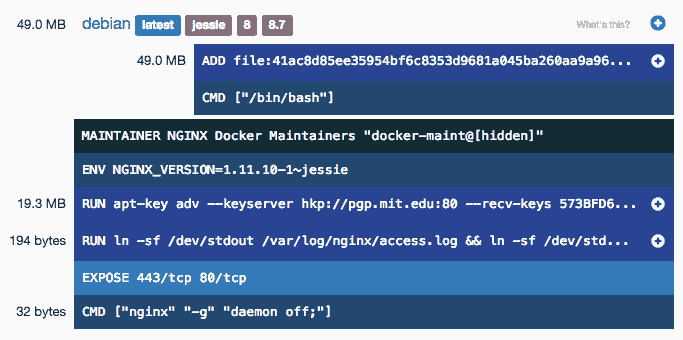 49.0 MB debian latest jessie 8 8.7 What's this?
49.0 MB ADD file:41ac8d85ee35954bf6c8353d9681a045ba260aa9a96...
CMD ["/bin/bash"]
MAINTAINER NGINX Docker Maintainers "docker-maint@[hidden]"
ENV NGINX_VERSION=1.11.10-1~jessie
19.3 MB RUN apt-key adv --keyserver hkp://pgp.mit.edu:80 --recv-keys 573BFD6...
194 bytes RUN ln -sf /dev/stdout /var/log/nginx/access.log && ln -sf /dev/std...
EXPOSE 443/tcp 80/tcp
32 bytes CMD ["nginx" "-g" "daemon off;"]